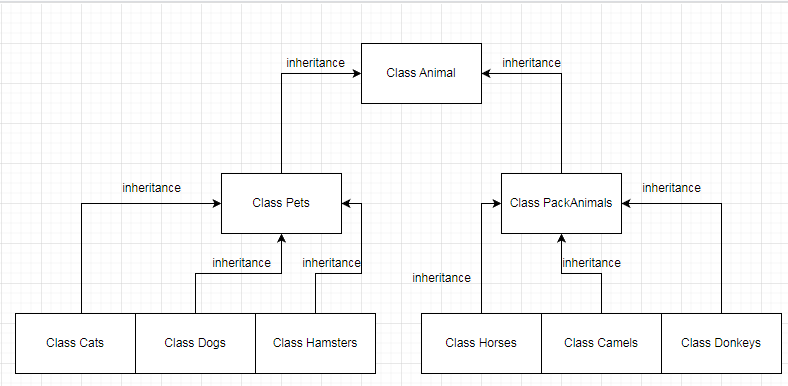 inheritance
Class Animal
inheritance
inheritance
Class Pets
Class PackAnimals
inheritance
inheritance
inheritance
inheritance
inheritance
inheritance
Class Cats
Class Dogs
Class Hamsters
Class Horses
Class Camels
Class Donkeys